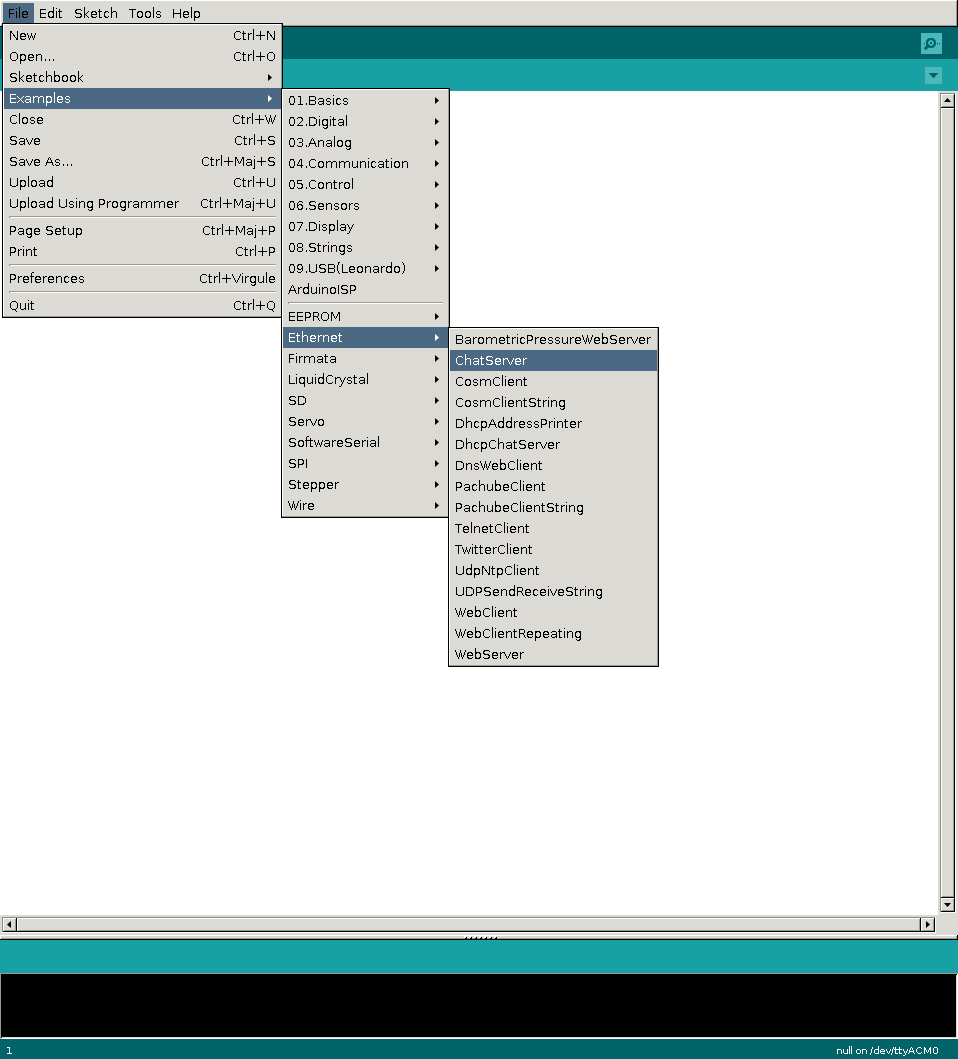 File Edit Sketch Tools Help
New Ctrl+N
Open... Ctrl+O
Sketchbook
Examples
Close Ctrl+W
Save Ctrl+S
Save As... Ctrl+Maj+S
Upload Ctrl+U
Upload Using Programmer Ctrl+Maj+U
Page Setup Ctrl+Maj+P
Print Ctrl+P
Preferences Ctrl+Virgule
Quit Ctrl+Q
01.Basics
02.Digital
03.Analog
04.Communication
05.Control
06.Sensors
07.Display
08.Strings
09.USB(Leonardo)
ArduinoISP
EEPROM
Ethernet
Firmata
LiquidCrystal
SD
Servo
SoftwareSerial
SPI
Stepper
Wire
BarometricPressureWebServer
ChatServer
CosmClient
CosmClientString
DhcpAddressPrinter
DhcpChatServer
DnsWebClient
PachubeClient
PachubeClientString
TelnetClient
TwitterClient
UdpNtpClient
UDPSendReceiveString
WebClient
WebClientRepeating
WebServer
1 null on /dev/ttyACM0